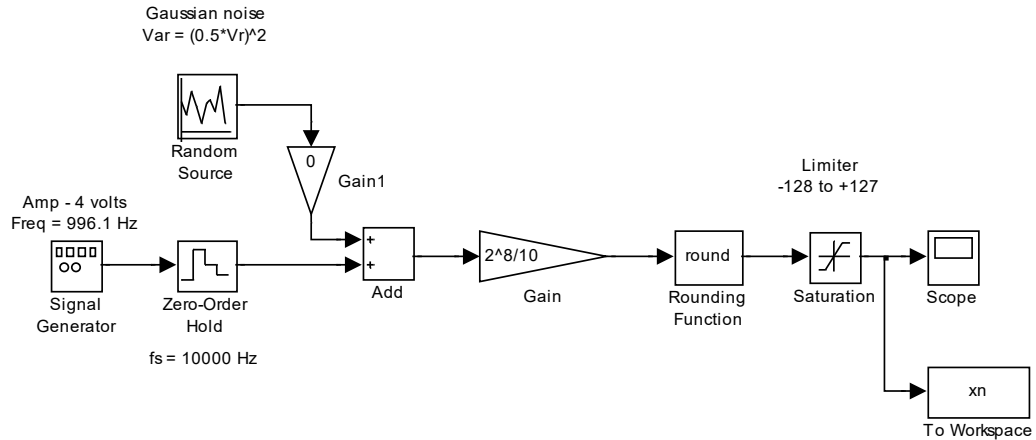 Gaussian noise
Var = (0.5*Vr)^2
Random
Source
0
Gain1
Limiter
-128 to +127
Amp - 4 volts
Freq = 996.1 Hz
Signal
Generator
Zero-Order
Hold
fs = 10000 Hz
+
+
Add
2^8/10
Gain
round
Rounding
Function
Saturation
Scope
xn
To Workspace